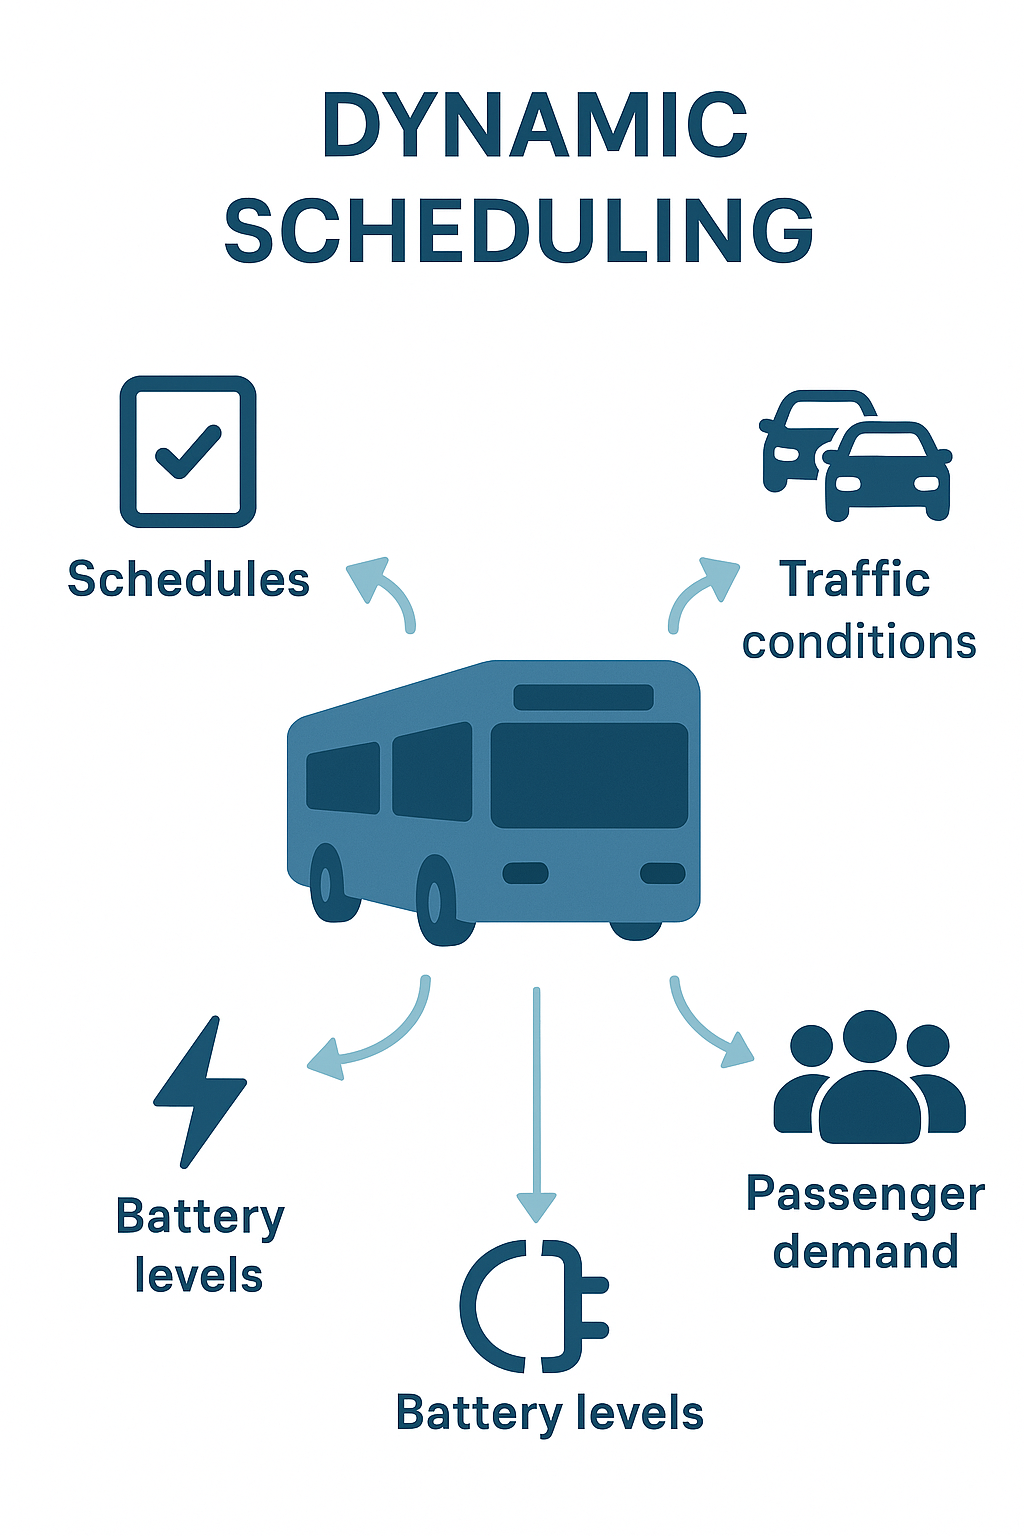 DYNAMIC
SCHEDULING
Schedules
Traffic
conditions
Battery
levels
Passenger
demand
Battery levels